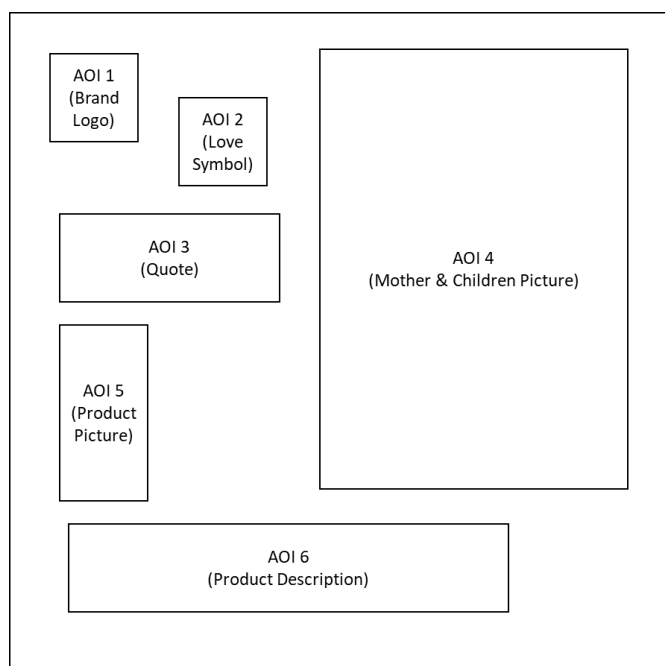 AOI 1
(Brand
Logo)
AOI 2
(Love
Symbol)
AOI 3
(Quote)
AOI 4
(Mother & Children Picture)
AOI 5
(Product
Picture)
AOI 6
(Product Description)